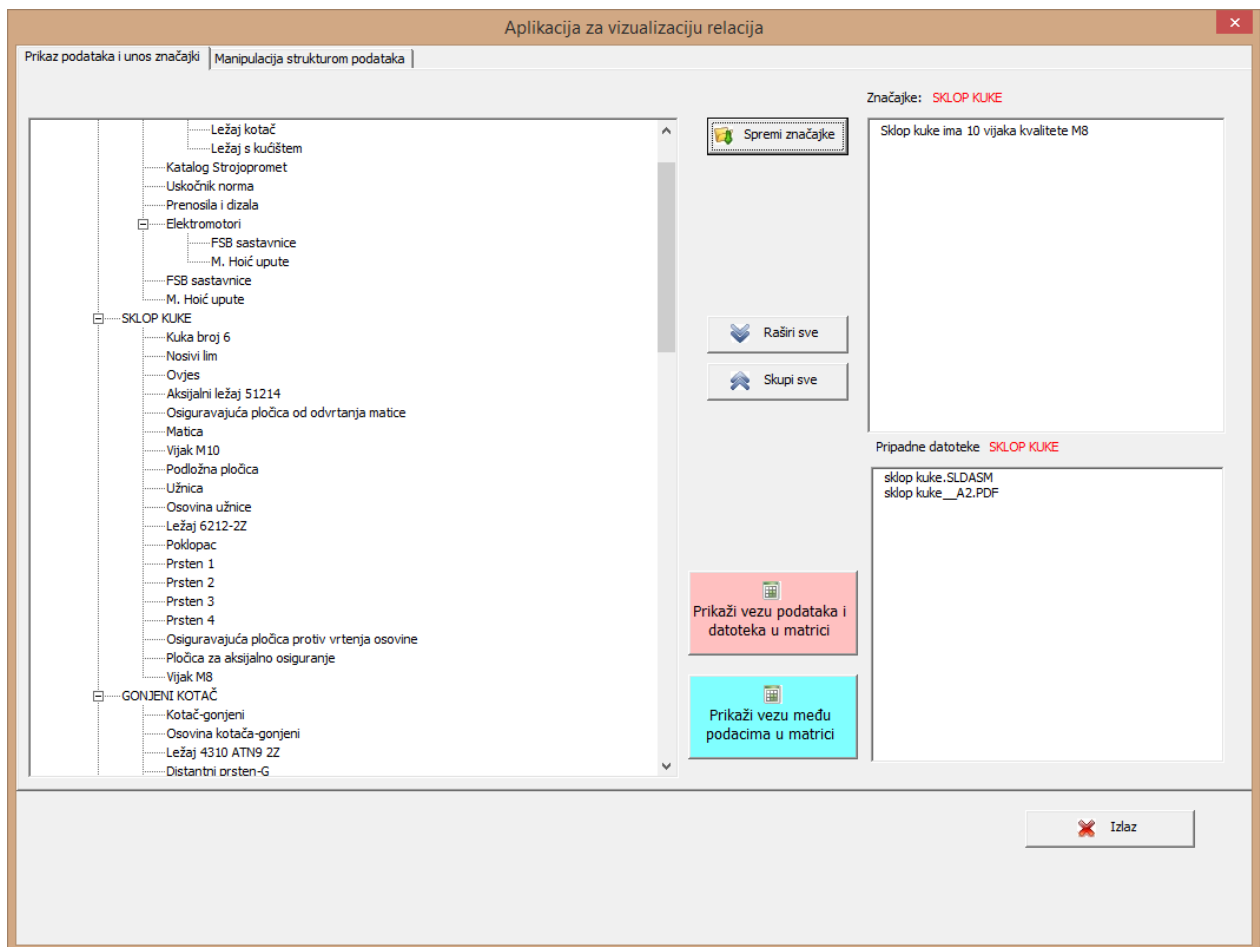 Aplikacija za vizualizaciju relacija
Prikaz podataka i unos značajki
Manipulacija strukturom podataka
Ležaj kotač
Ležaj s kućištem
Katalog Strojopromet
Uskočnik norma
Prenosila i dizala
Elektromotori
FSB sastavnice
M. Hoić upute
FSB sastavnice
M. Hoić upute
SKLOP KUKE
Kuka broj 6
Nosivi lim
Ovjes
Aksijalni ležaj 51214
Osiguravajuća pločica od odvrtanja matice
Matica
Vijak M10
Podložna pločica
Užnica
Osovina užnice
Ležaj 6212-2Z
Poklopac
Prsten 1
Prsten 2
Prsten 3
Prsten 4
Osiguravajuća pločica protiv vrtenja osovine
Pločica za aksijalno osiguranje
Vijak M8
GONJENI KOTAČ
Kotač-gonjeni
Osovina kotača-gonjeni
Ležaj 4310 ATN9 2Z
Distantni prsten-G
Spremi značajke
Raširi sve
Skupi sve
Prikaži vezu podataka i
datoteka u matrici
Prikaži vezu među
podacima u matrici
Značajke: SKLOP KUKE
Sklop kuke ima 10 vijaka kvalitete M8
Pripadne datoteke SKLOP KUKE
sklop kuke.SLDASM
sklop kuke__A2.PDF
Izlaz